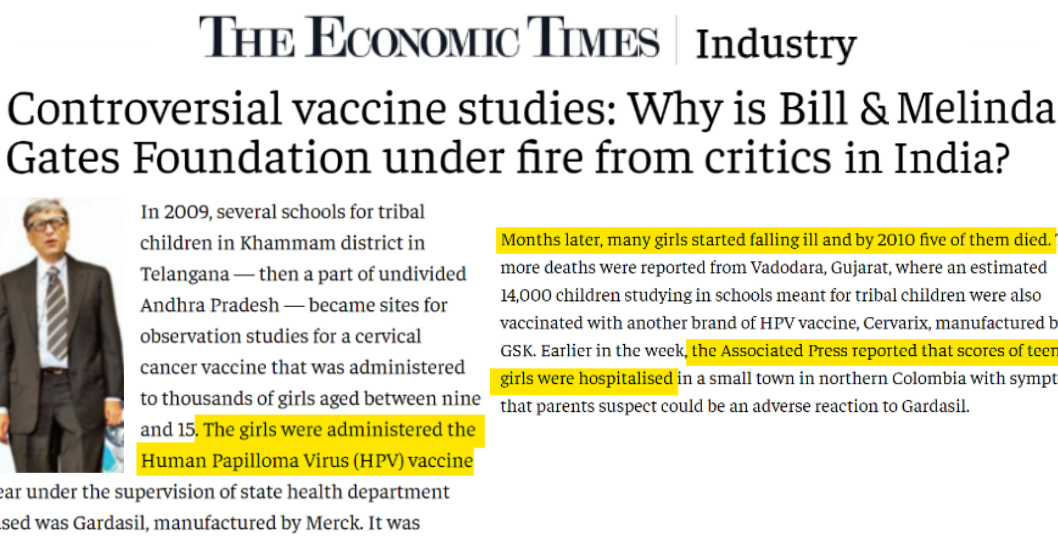 THE ECONOMIC TIMES | Industry
Controversial vaccine studies: Why is Bill & Melinda
Gates Foundation under fire from critics in India?
In 2009, several schools for tribal
children in Khammam district in
Telangana — then a part of undivided
Andhra Pradesh — became sites for
observation studies for a cervical
cancer vaccine that was administered
to thousands of girls aged between nine
and 15. The girls were administered the
Human Papilloma Virus (HPV) vaccine
ear under the supervision of state health department
sed was Gardasil, manufactured by Merck. It was
Months later, many girls started falling ill and by 2010 five of them died.
more deaths were reported from Vadodara, Gujarat, where an estimated
14,000 children studying in schools meant for tribal children were also
vaccinated with another brand of HPV vaccine, Cervarix, manufactured b
GSK. Earlier in the week, the Associated Press reported that scores of teen
girls were hospitalised in a small town in northern Colombia with sympt
that parents suspect could be an adverse reaction to Gardasil.